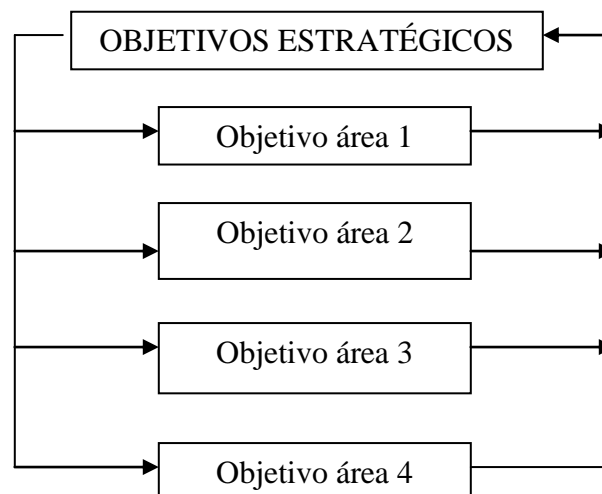 OBJETIVOS ESTRATÉGICOS
Objetivo área 1
Objetivo área 2
Objetivo área 3
Objetivo área 4